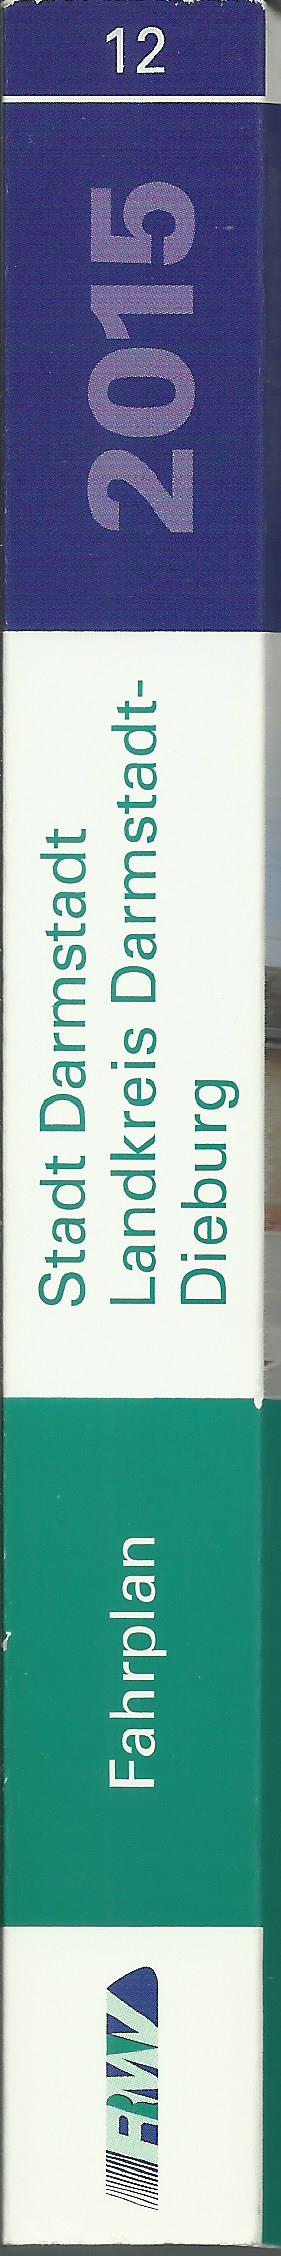 12
2015
Stadt Darmstadt
Landkreis Darmstadt-
Dieburg
Fahrplan
RMV